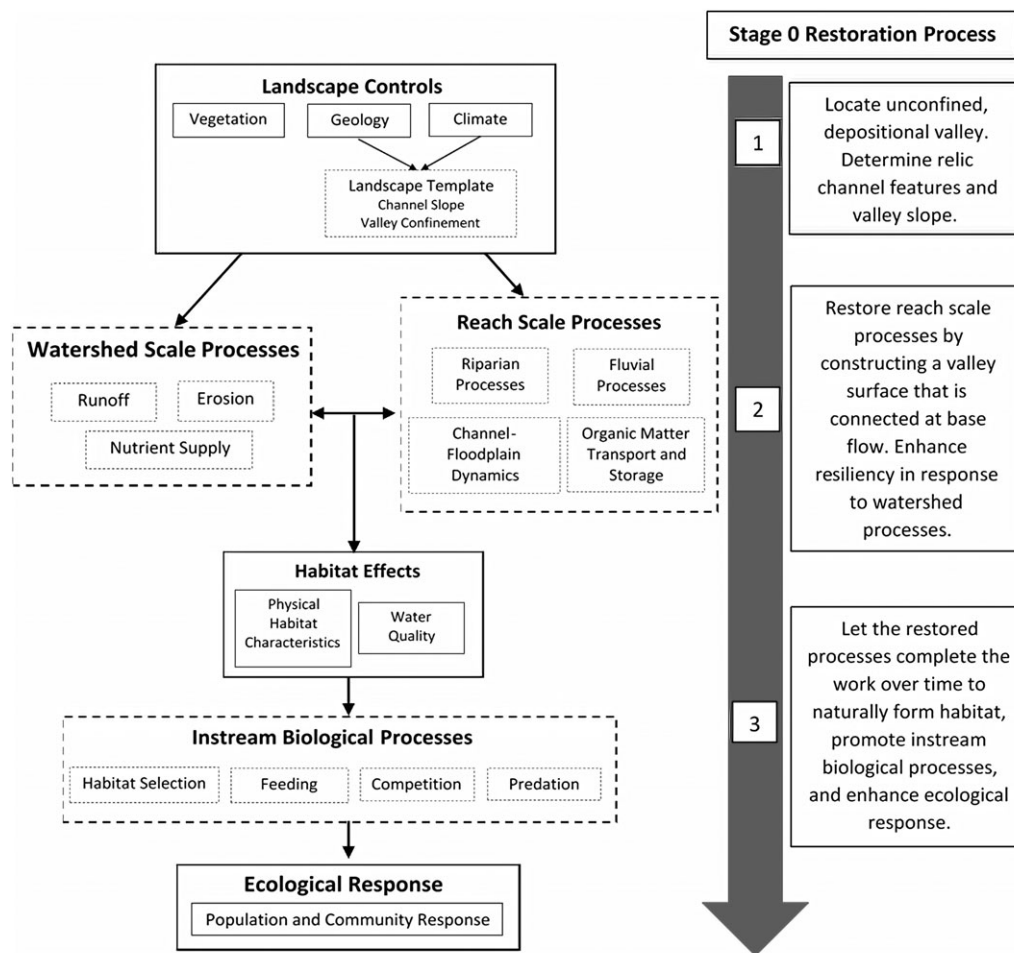 Stage 0 Restoration Process
Landscape Controls
Vegetation
Geology
Climate
Landscape Template
Channel Slope
Valley Confinement
Watershed Scale Processes
Runoff
Erosion
Nutrient Supply
Reach Scale Processes
Riparian
Processes
Fluvial
Processes
Channel-
Floodplain
Dynamics
Organic Matter
Transport and
Storage
Habitat Effects
Physical
Habitat
Characteristics
Water
Quality
Instream Biological Processes
Habitat Selection
Feeding
Competition
Predation
Ecological Response
Population and Community Response
1
Locate unconfined,
depositional valley.
Determine relic
channel features and
valley slope.
2
Restore reach scale
processes by
constructing a valley
surface that is
connected at base
flow. Enhance
resiliency in response
to watershed
processes.
3
Let the restored
processes complete the
work over time to
naturally form habitat,
promote instream
biological processes,
and enhance ecological
response.